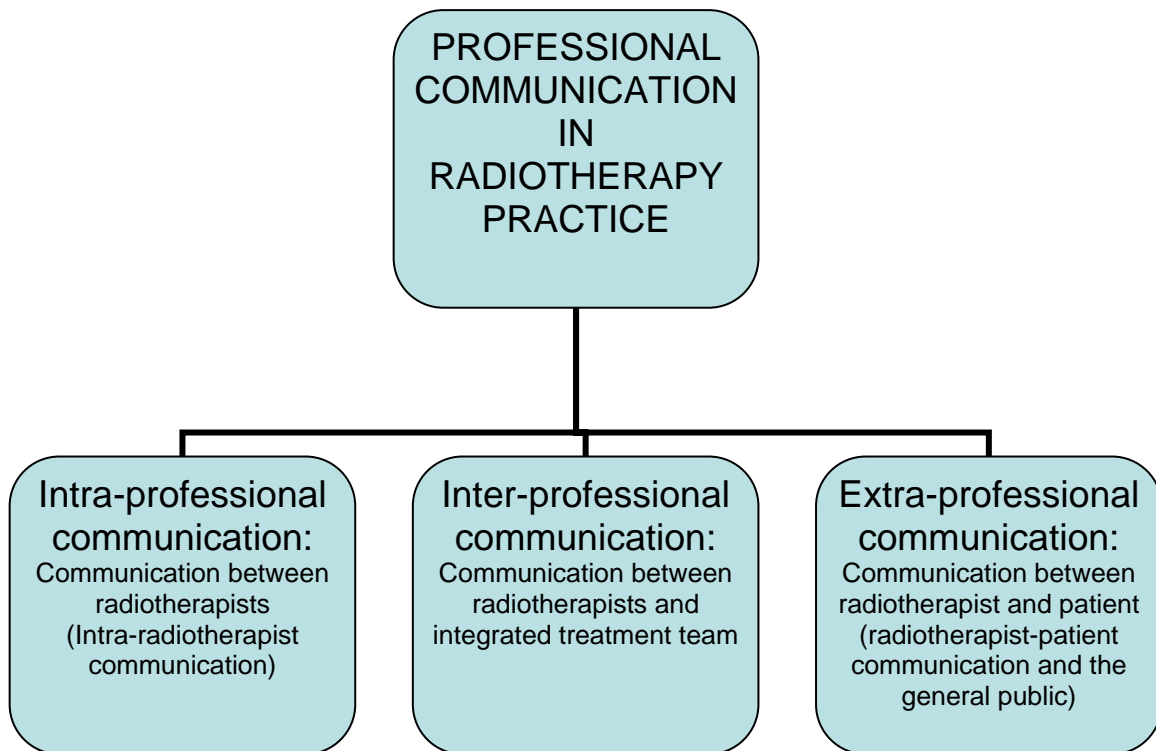 PROFESSIONAL
COMMUNICATION
IN
RADIOTHERAPY
PRACTICE
Intra-professional
communication:
Communication between
radiotherapists
(Intra-radiotherapist
communication)
Inter-professional
communication:
Communication between
radiotherapists and
integrated treatment team
Extra-professional
communication:
Communication between
radiotherapist and patient
(radiotherapist-patient
communication and the
general public)